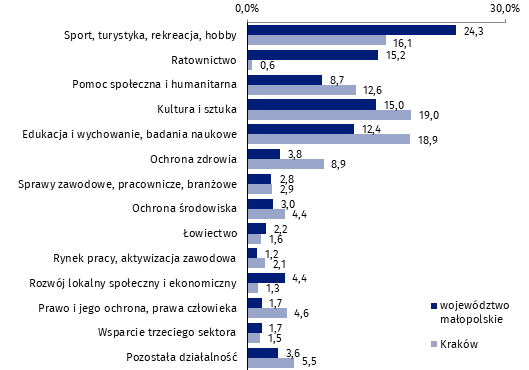 0,0% 30,0%
Sport, turystyka, rekreacja, hobby 24,3
16,1
Ratownictwo 15,2
0,6
Pomoc społeczna i humanitarna 8,7
12,6
Kultura i sztuka 15,0
19,0
Edukacja i wychowanie, badania naukowe 12,4
18,9
Ochrona zdrowia 3,8
8,9
Sprawy zawodowe, pracownicze, branżowe 2,8
2,9
Ochrona środowiska 3,0
4,4
Łowiectwo 2,2
1,6
Rynek pracy, aktywizacja zawodowa 1,2
2,1
Rozwój lokalny społeczny i ekonomiczny 4,4
1,3
Prawo i jego ochrona, prawa człowieka 1,7
4,6
Wsparcie trzeciego sektora 1,7
1,5
Pozostała działalność 3,6
5,5
województwo
małopolskie
Kraków